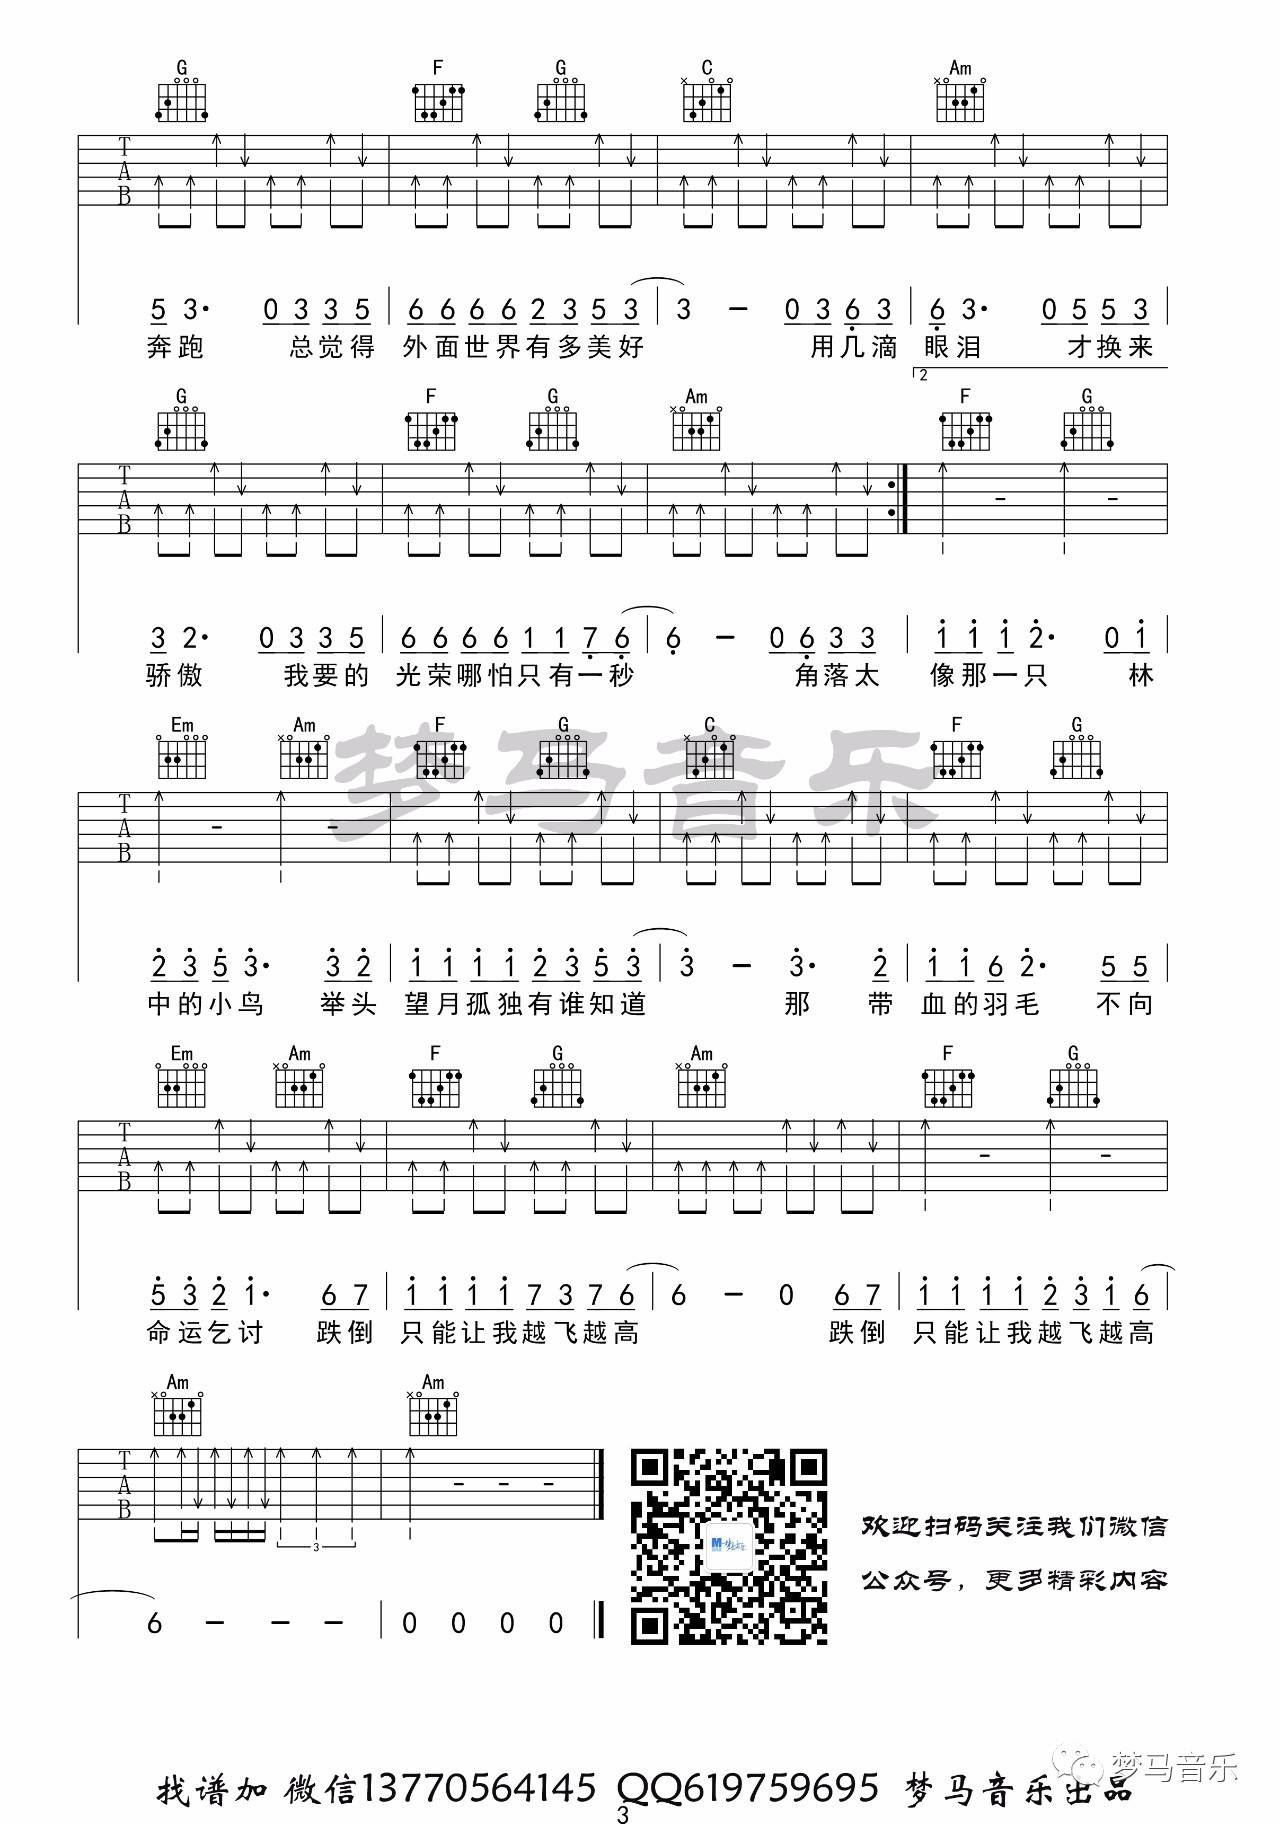 G F G C Am
T
A
B
5 3· 0 3 3 5 | 6 6 6 6 2 3 5 3 | 3 – 0 3 6 3 | 6 3· 0 5 5 3
奔跑 总觉得 外面世界有多美好 用几滴 眼泪 才换来
2
G F G Am F G
T
A
B
3 2· 0 3 3 5 | 6 6 6 6 1 1 7 6 | 6 – 0 6 3 3 | 1 1 1 2· 0 1
骄傲 我要的 光荣哪怕只有一秒 角落太 像那一只 林
梦马音乐
Em Am F G C F G
T
A
B
2 3 5 3· 3 2 | 1 1 1 1 2 3 5 3 | 3 – 3· 2 | 1 1 6 2· 5 5
中的小鸟 举头 望月孤独有谁知道 那 带 血的羽毛 不向
Em Am F G Am F G
T
A
B
5 3 2 1· 6 7 | 1 1 1 1 7 3 7 6 | 6 – 0 6 7 | 1 1 1 1 2 3 1 6
命运乞讨 跌倒 只能让我越飞越高 跌倒 只能让我越飞越高
Am Am
T
A
B
3
6 – – – | 0 0 0 0
欢迎扫码关注我们微信
公众号，更多精彩内容
梦马音乐
找谱加 微信13770564145 QQ619759695 梦马音乐出品
3